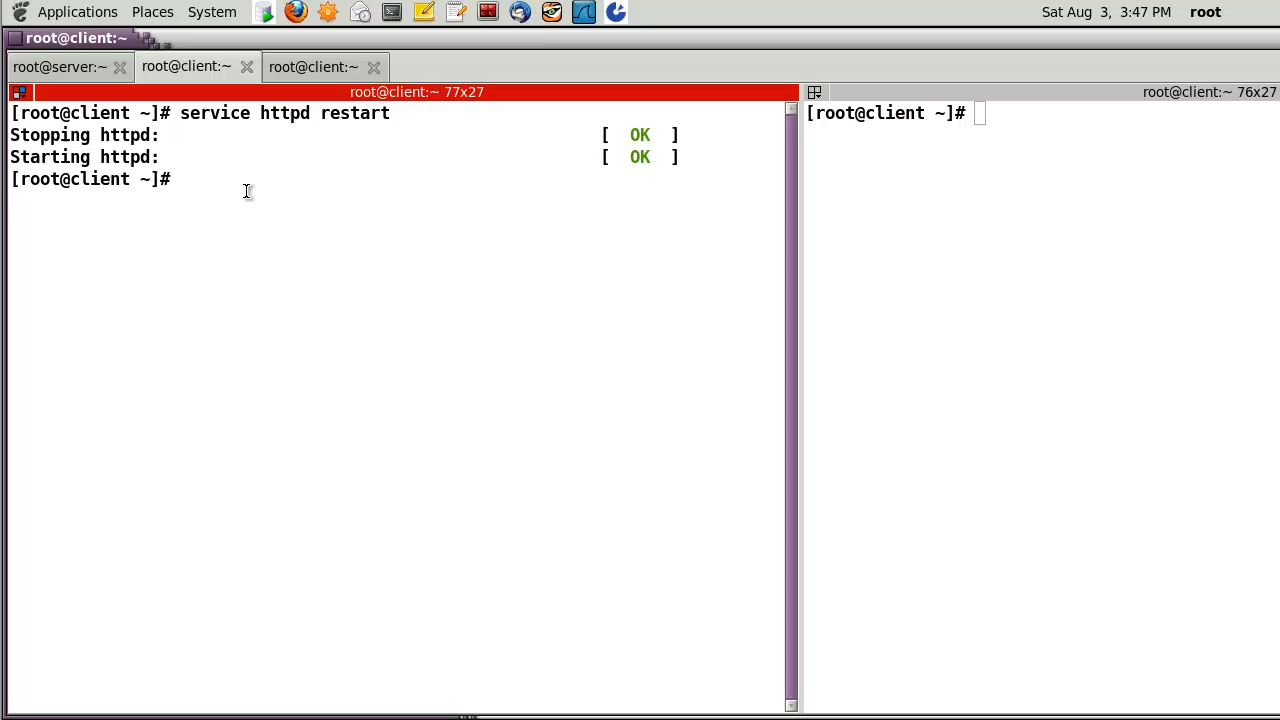 Applications Places System Sat Aug 3, 3:47 PM root
root@client:~
root@server:~ root@client:~ root@client:~
root@client:~ 77x27
[root@client ~]# service httpd restart
Stopping httpd: [ OK ]
Starting httpd: [ OK ]
[root@client ~]#
root@client:~ 76x27
[root@client ~]#